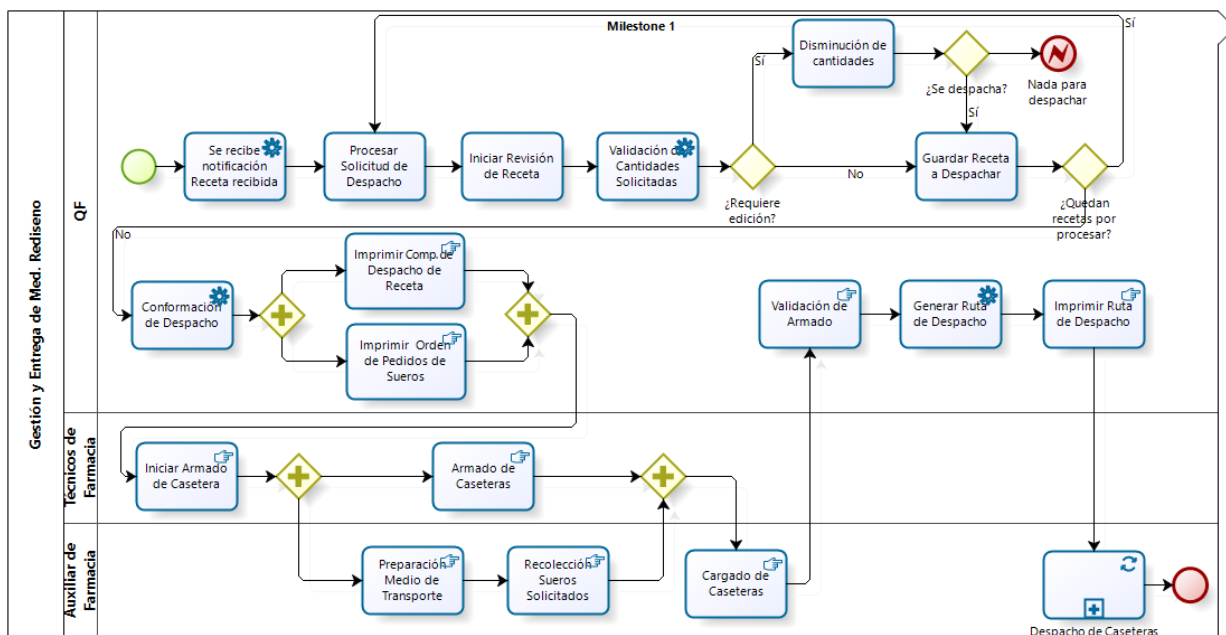 Gestión y Entrega de Med. Rediseno
Milestone 1
QF
Se recibe
notificación
Receta recibida
Procesar
Solicitud de
Despacho
Iniciar Revisión
de Receta
Validación de
Cantidades
Solicitadas
¿Requiere
edición?
Sí
No
Disminución de
cantidades
¿Se despacha?
Sí
Nada para
despachar
Guardar Receta
a Despachar
¿Quedan
recetas por
procesar?
Sí
No
Conformación
de Despacho
Imprimir Comp. de
Despacho de
Receta
Imprimir Orden
de Pedidos de
Sueros
Validación de
Armado
Generar Ruta
de Despacho
Imprimir Ruta
de Despacho
Técnicos de
Farmacia
Iniciar Armado
de Casetera
Armado de
Caseteras
Auxiliar de
Farmacia
Preparación
Medio de
Transporte
Recolección
Sueros
Solicitados
Cargado de
Caseteras
Despacho de Caseteras